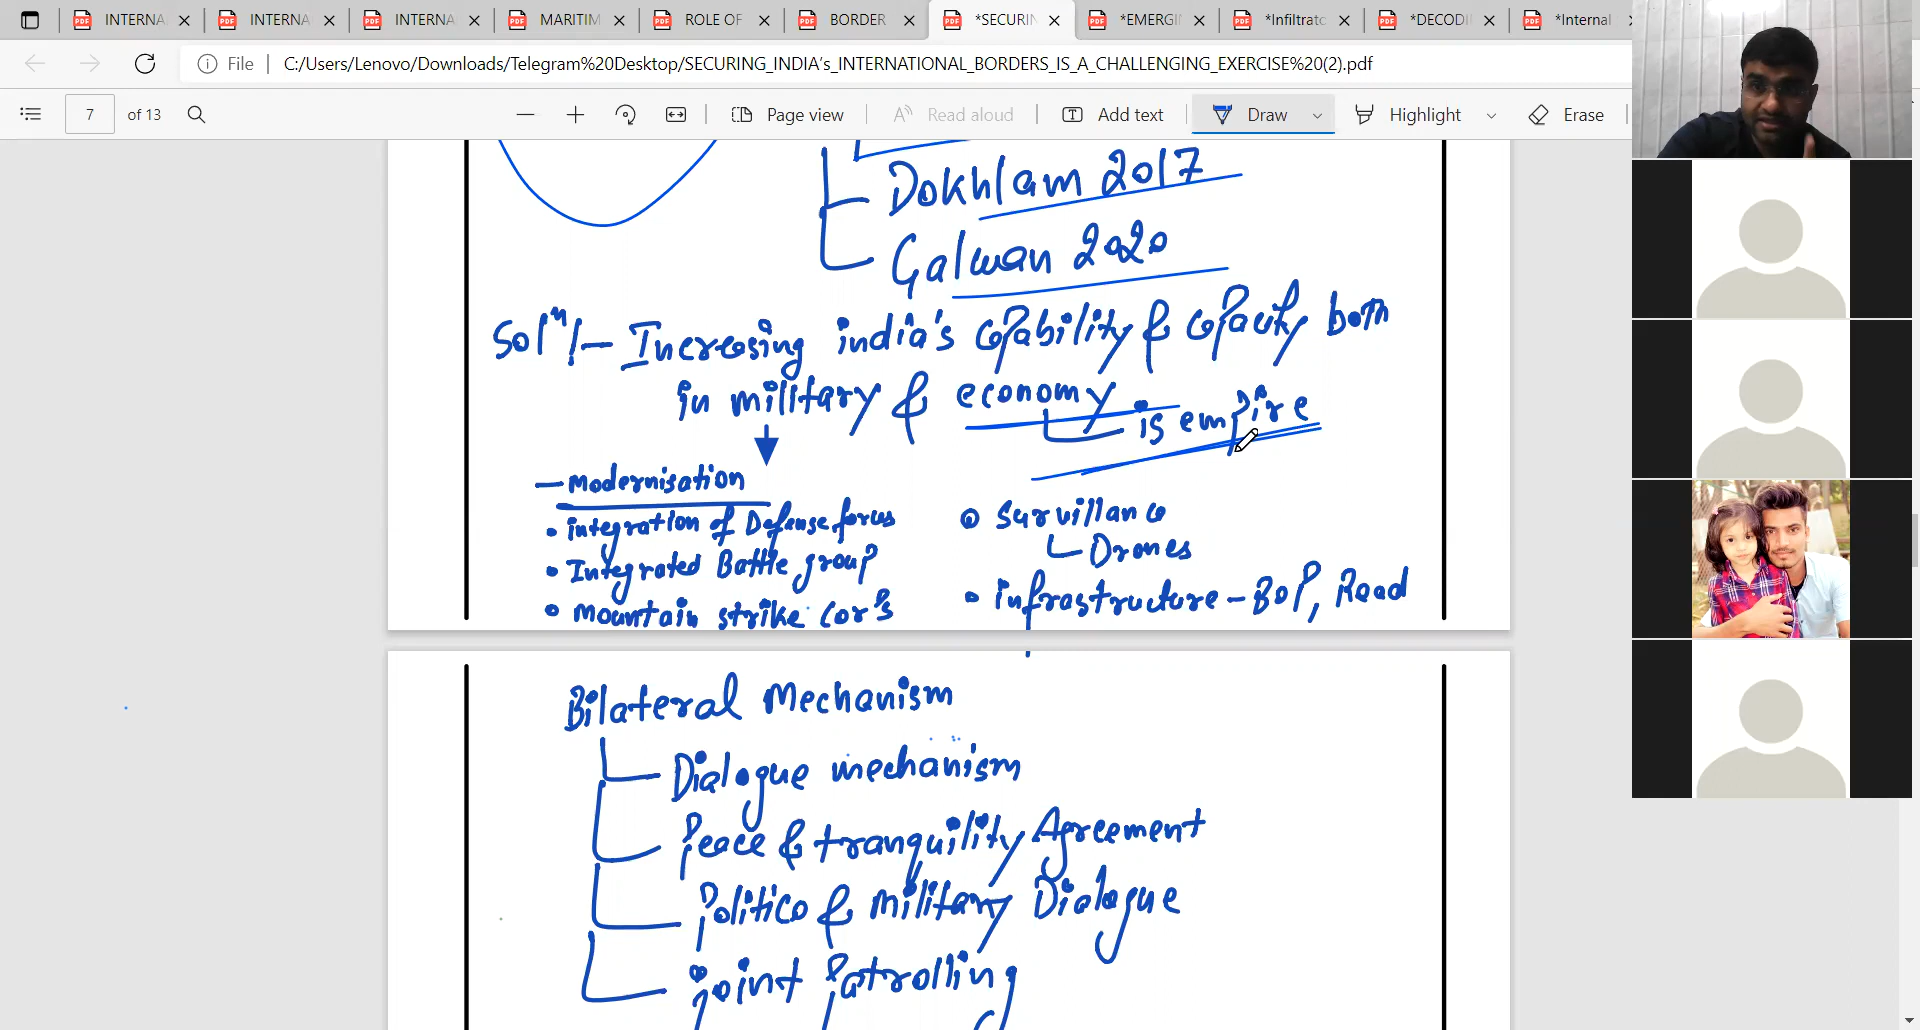 INTERNA
INTERNA
INTERNA
MARITIM
ROLE OF
BORDER
*SECURIN
*EMERGI
*Infiltrato
*DECODI
*Internal
File
C:/Users/Lenovo/Downloads/Telegram%20Desktop/SECURING_INDIA's_INTERNATIONAL_BORDERS_IS_A_CHALLENGING_EXERCISE%20(2).pdf
7 of 13
Page view
Read aloud
Add text
Draw
Highlight
Erase
Dokhlam 2017
Galwan 2020
Solⁿ/— Increasing india's capability & capacity both
in military & economy
is empire
— Modernisation
• integration of Defense forces
• Integrated Battle group
• Mountain strike Cor's
• Survillance
Drones
• infrastructure - BOP, Road
Bilateral Mechanism
Dialogue mechanism
Peace & tranquility Agreement
Politico & military Dialogue
joint patrolling